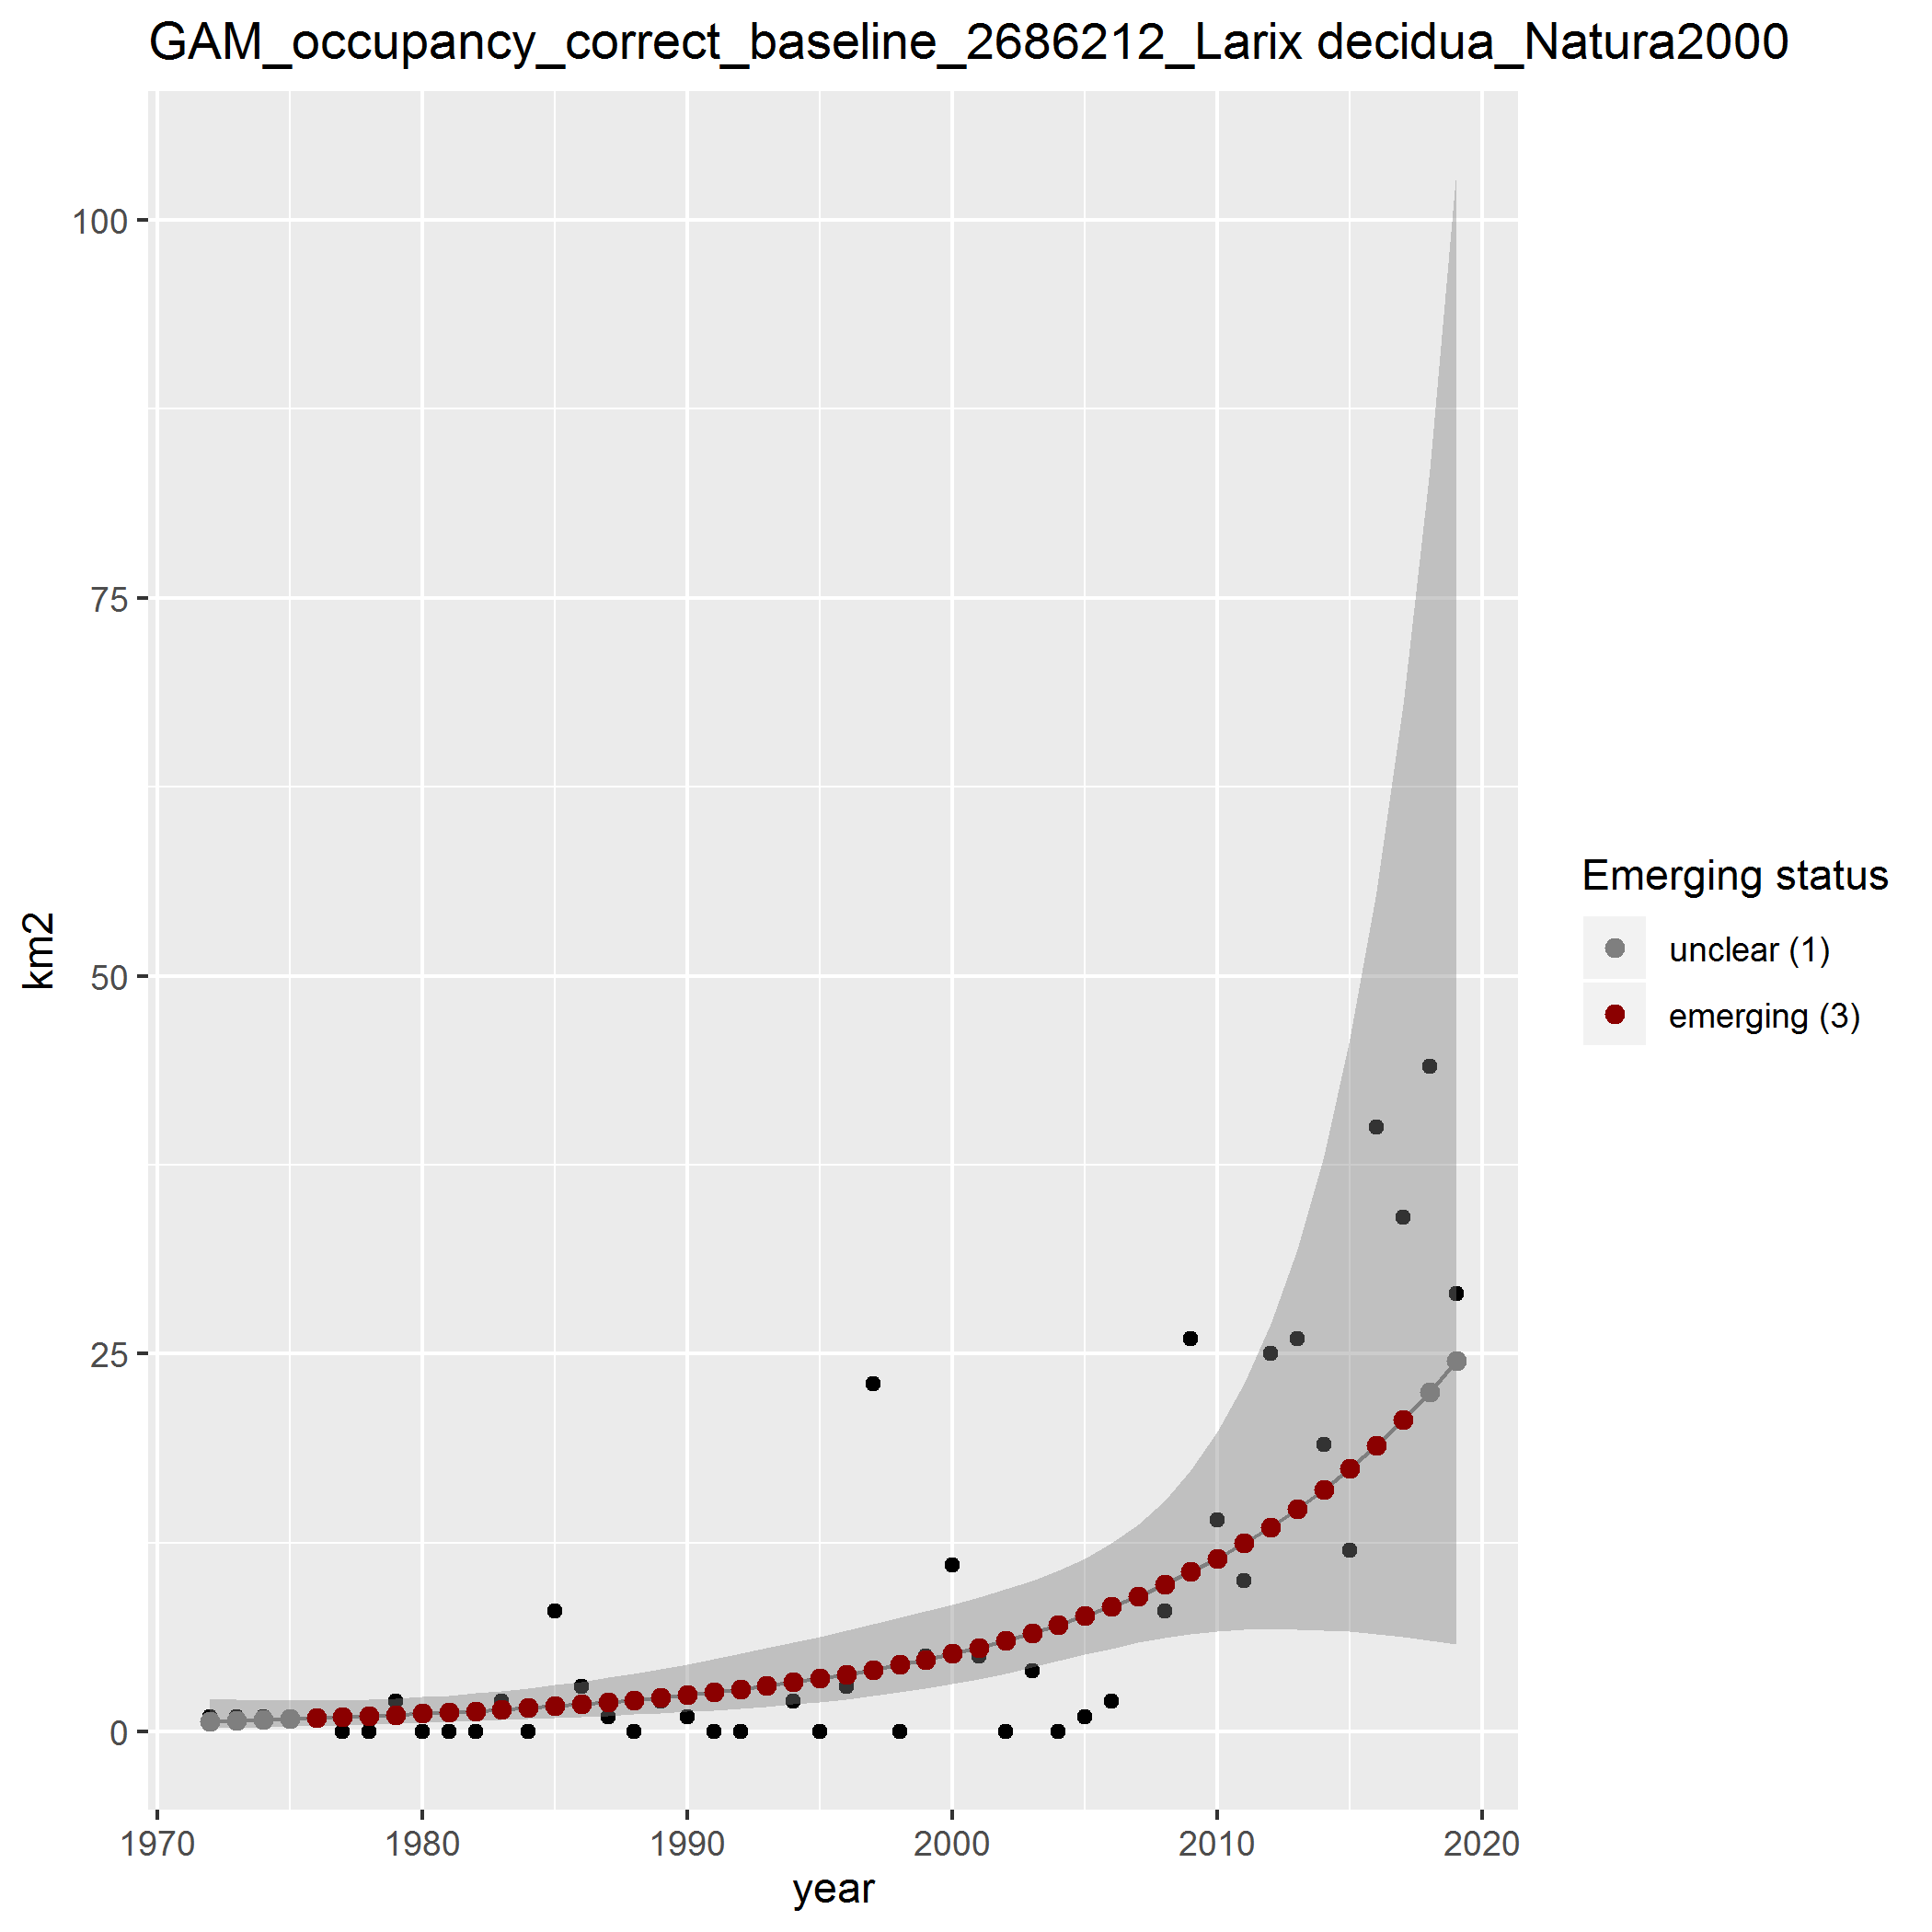 GAM_occupancy_correct_baseline_2686212_Larix decidua_Natura2000
100
75
50
25
0
km2
1970 1980 1990 2000 2010 2020
year
Emerging status
unclear (1)
emerging (3)